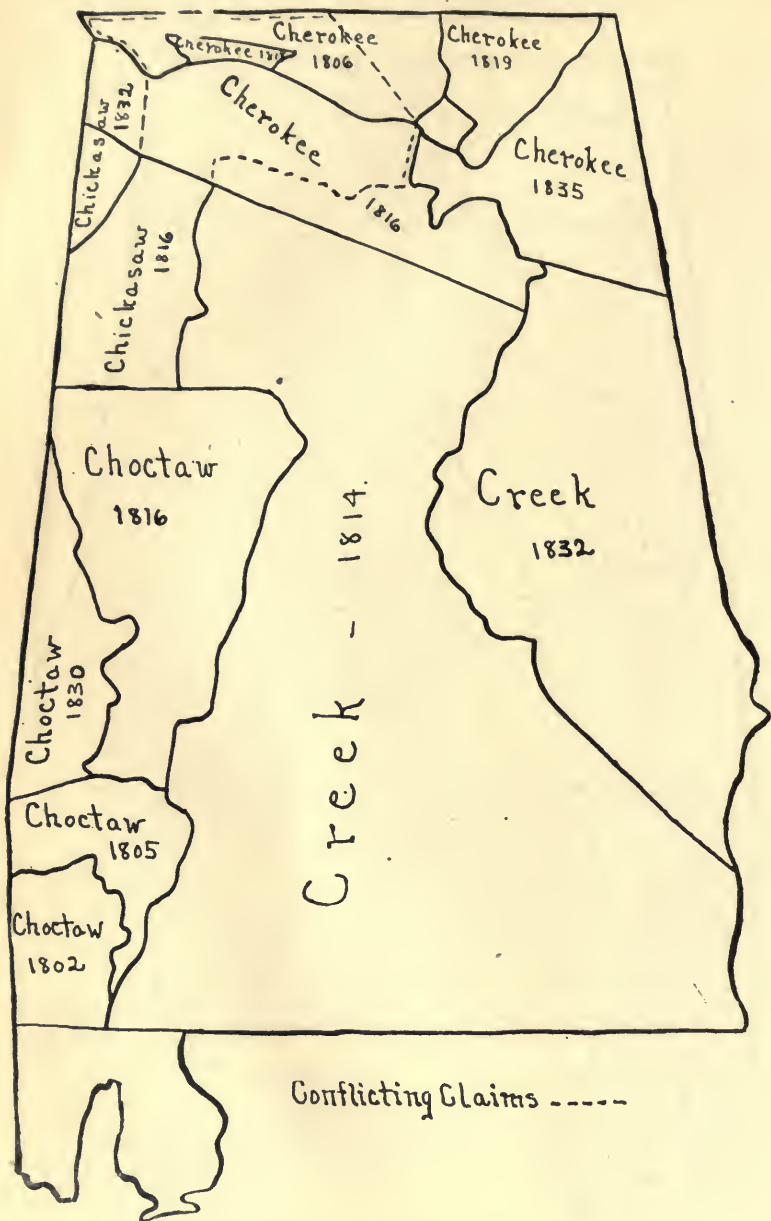 Cherokee
1806
Cherokee
Cherokee
1819
Cherokee
Cherokee
1835
1816
Chickasaw
1832
Chickasaw
1816
Choctaw
1816
Creek - 1814.
Creek
1832
Choctaw
1830
Choctaw
1805
Choctaw
1802
Conflicting Claims -----